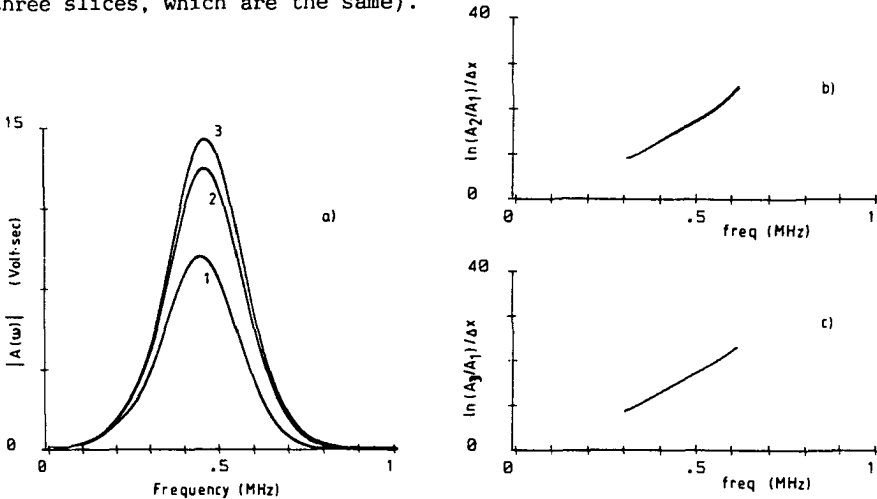 three slices, which are the same).
15
|A(ω)| (Volt·sec)
0
3
2
1
a)
0
.5
1
Frequency (MHz)
40
ln(A₂/A₁)/Δx
0
b)
0
.5
1
freq (MHz)
40
ln(A₃/A₁)/Δx
0
c)
0
.5
1
freq (MHz)